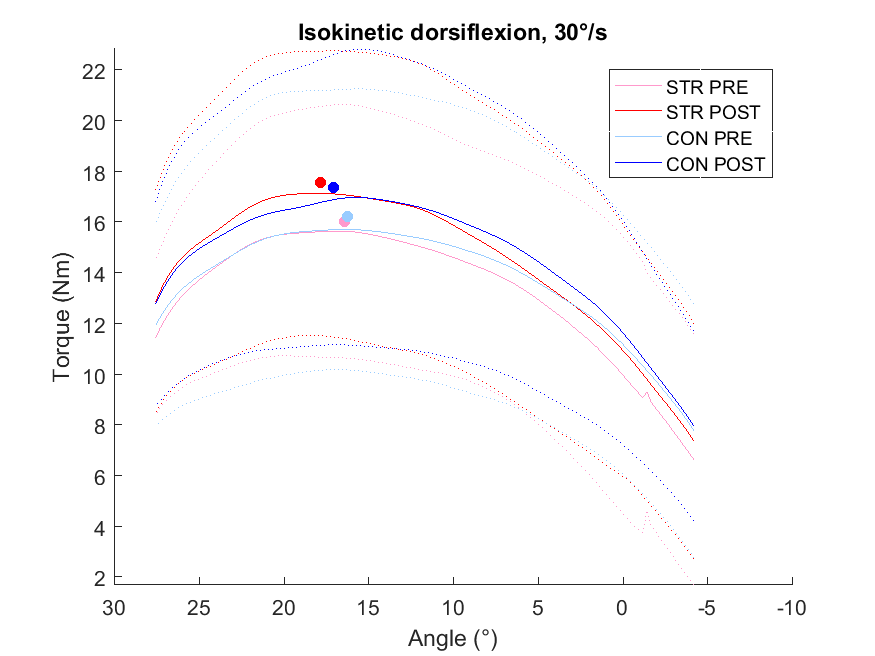 Isokinetic dorsiflexion, 30°/s
STR PRE
STR POST
CON PRE
CON POST
Torque (Nm)
22
20
18
16
14
12
10
8
6
4
2
30 25 20 15 10 5 0 -5 -10
Angle (°)